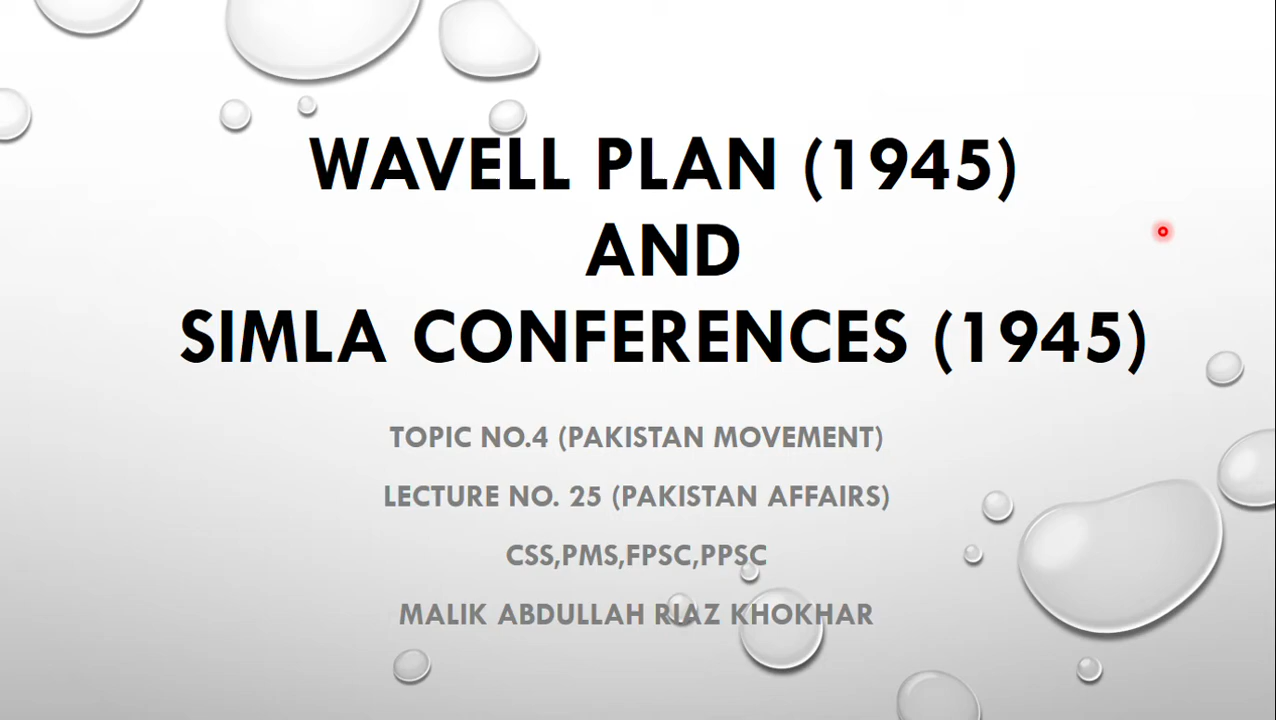 WAVELL PLAN (1945)
AND
SIMLA CONFERENCES (1945)
TOPIC NO.4 (PAKISTAN MOVEMENT)
LECTURE NO. 25 (PAKISTAN AFFAIRS)
CSS,PMS,FPSC,PPSC
MALIK ABDULLAH RIAZ KHOKHAR